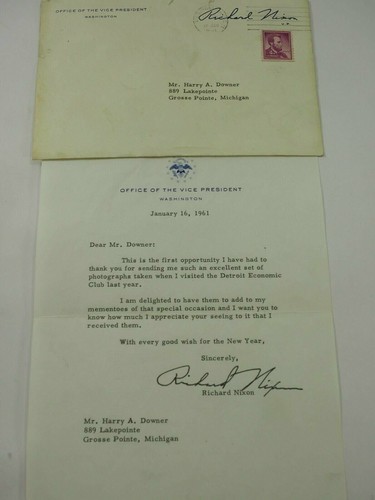 OFFICE OF THE VICE PRESIDENT
WASHINGTON
Richard Nixon
Mr. Harry A. Downer
889 Lakepointe
Grosse Pointe, Michigan
OFFICE OF THE VICE PRESIDENT
WASHINGTON
January 16, 1961
Dear Mr. Downer:
This is the first opportunity I have had to
thank you for sending me such an excellent set of
photographs taken when I visited the Detroit Economic
Club last year.
I am delighted to have them to add to my
mementoes of that special occasion and I want you to
know how much I appreciate your seeing to it that I
received them.
With every good wish for the New Year,
Sincerely,
Richard Nixon
Richard Nixon
Mr. Harry A. Downer
889 Lakepointe
Grosse Pointe, Michigan